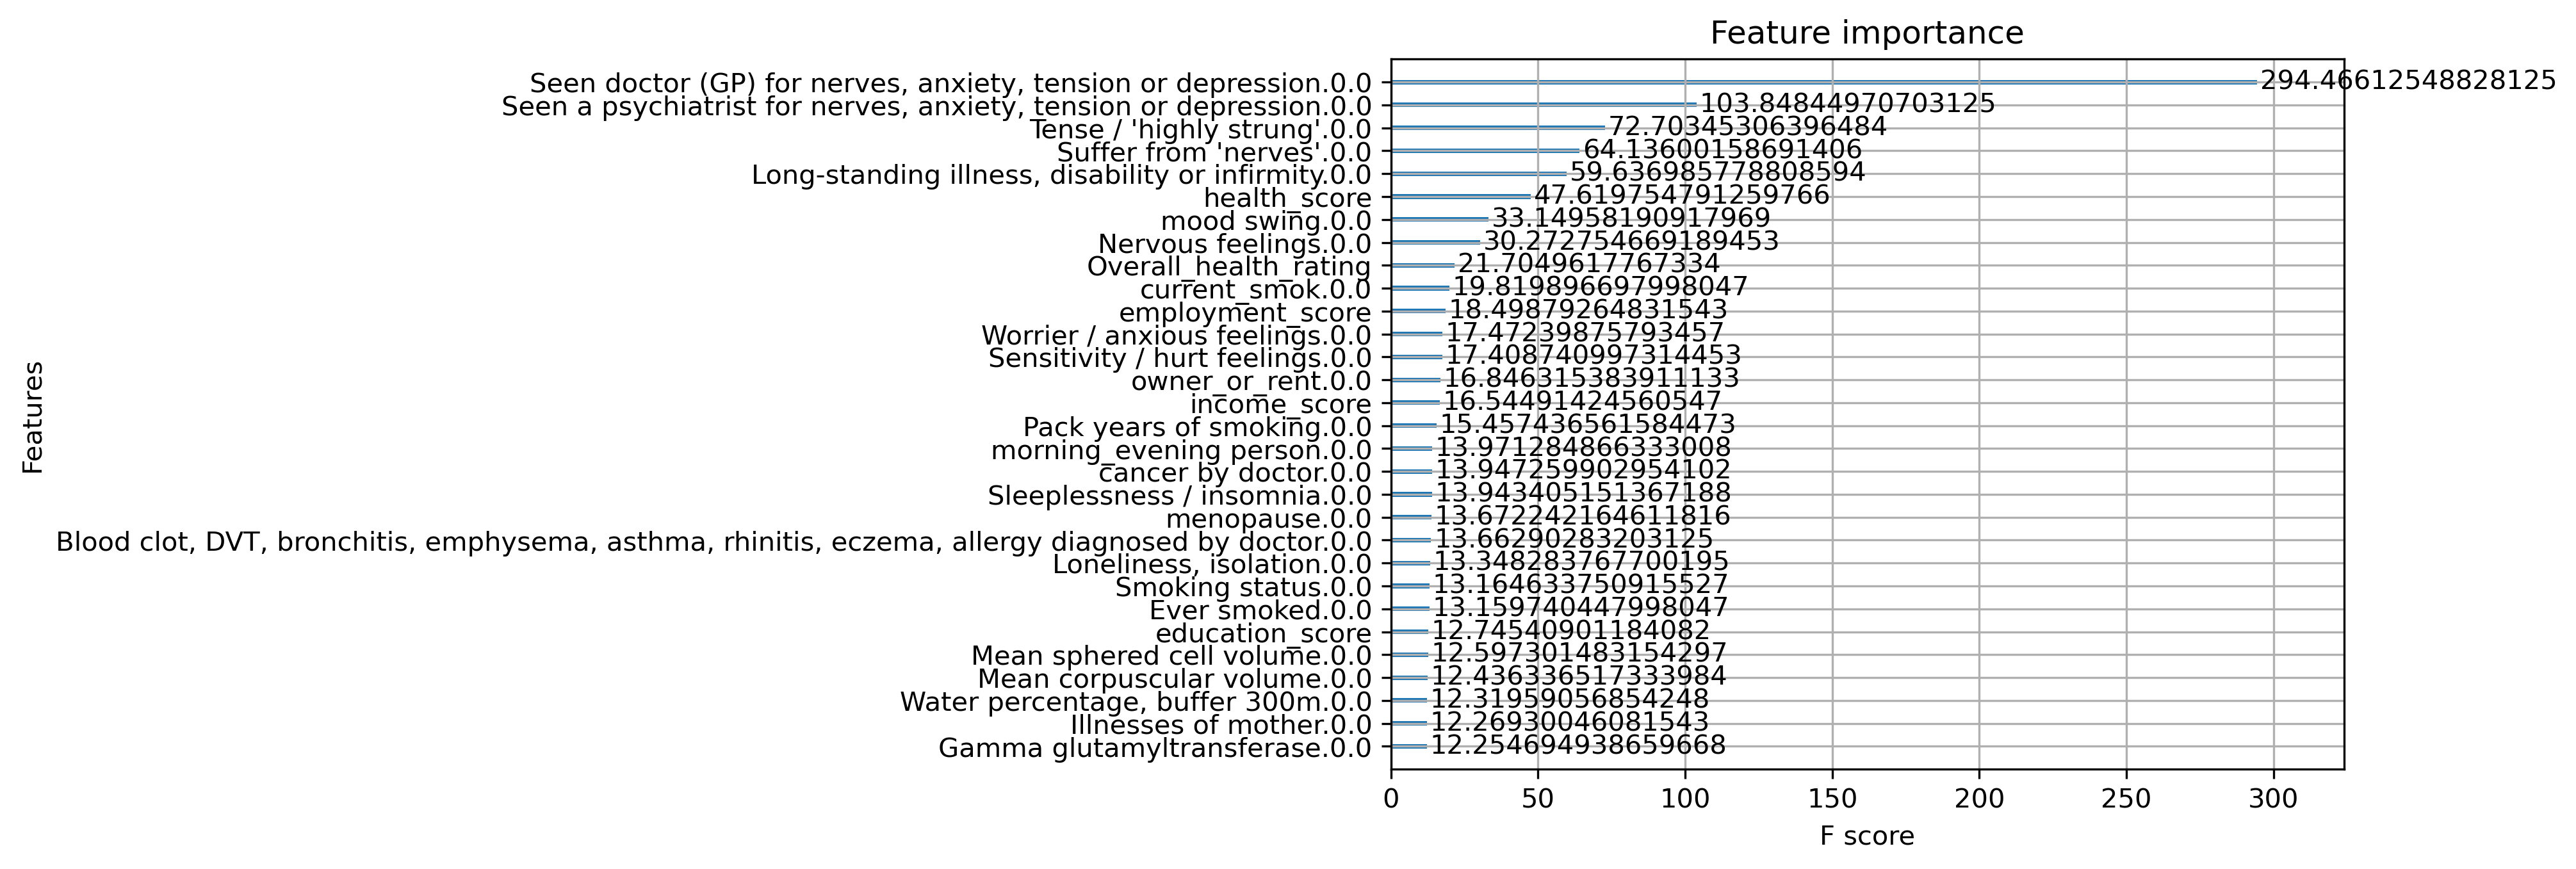 Feature importance
Seen doctor (GP) for nerves, anxiety, tension or depression.0.0 294.46612548828125
Seen a psychiatrist for nerves, anxiety, tension or depression.0.0 103.84844970703125
Tense / 'highly strung'.0.0 72.70345306396484
Suffer from 'nerves'.0.0 64.13600158691406
Long-standing illness, disability or infirmity.0.0 59.636985778808594
health_score 47.619754791259766
mood swing.0.0 33.14958190917969
Nervous feelings.0.0 30.272754669189453
Overall_health_rating 21.7049617767334
current_smok.0.0 19.819896697998047
employment_score 18.49879264831543
Worrier / anxious feelings.0.0 17.47239875793457
Sensitivity / hurt feelings.0.0 17.408740997314453
owner_or_rent.0.0 16.846315383911133
income_score 16.54491424560547
Pack years of smoking.0.0 15.457436561584473
morning_evening person.0.0 13.971284866333008
cancer by doctor.0.0 13.947259902954102
Sleeplessness / insomnia.0.0 13.943405151367188
menopause.0.0 13.672242164611816
Blood clot, DVT, bronchitis, emphysema, asthma, rhinitis, eczema, allergy diagnosed by doctor.0.0 13.66290283203125
Loneliness, isolation.0.0 13.348283767700195
Smoking status.0.0 13.164633750915527
Ever smoked.0.0 13.159740447998047
education_score 12.74540901184082
Mean sphered cell volume.0.0 12.597301483154297
Mean corpuscular volume.0.0 12.436336517333984
Water percentage, buffer 300m.0.0 12.31959056854248
Illnesses of mother.0.0 12.26930046081543
Gamma glutamyltransferase.0.0 12.254694938659668
Features
0 50 100 150 200 250 300
F score